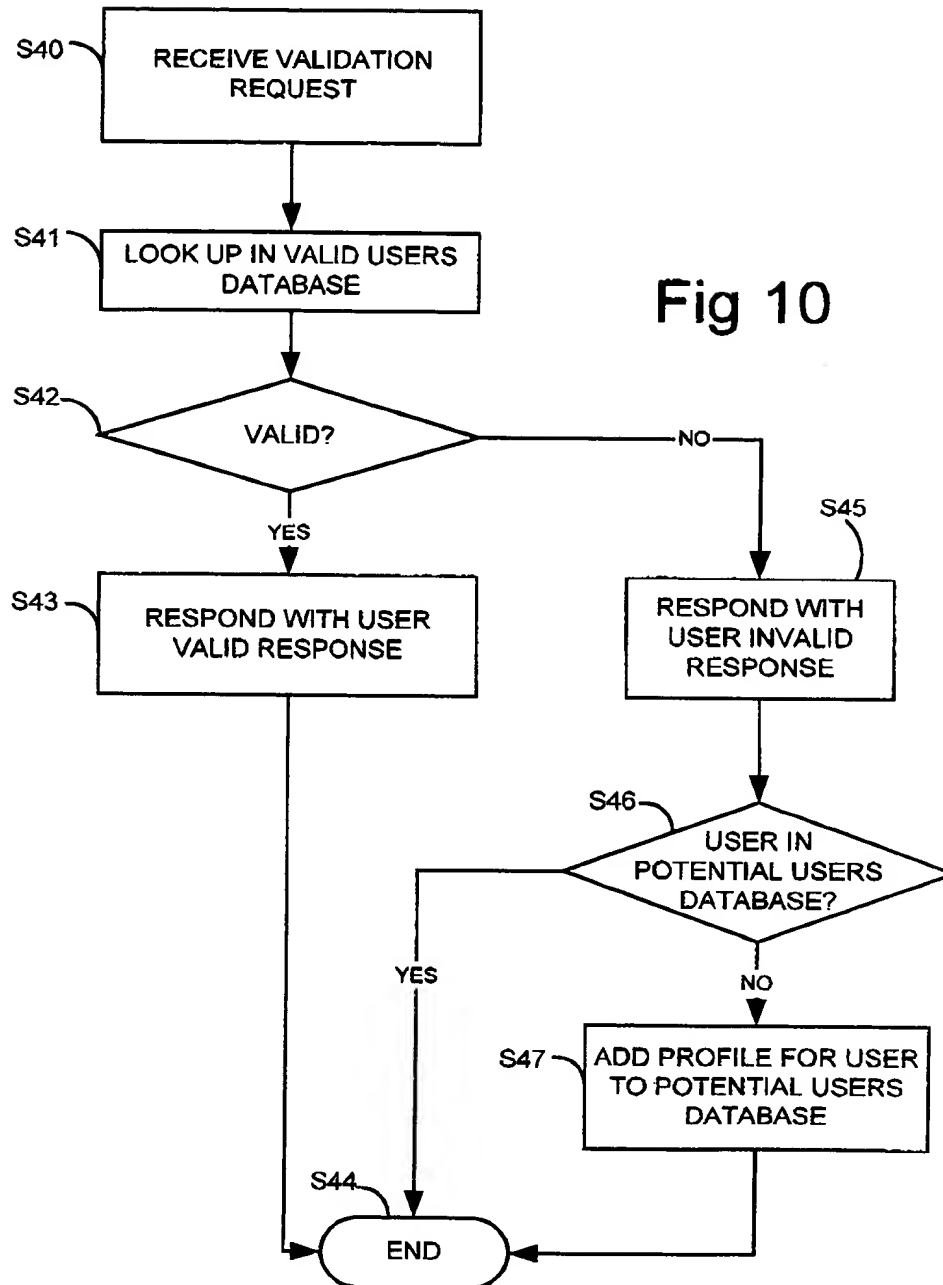 S40
RECEIVE VALIDATION
REQUEST
S41
LOOK UP IN VALID USERS
DATABASE
Fig 10
S42
VALID?
NO
YES
S45
S43
RESPOND WITH USER
VALID RESPONSE
RESPOND WITH
USER INVALID
RESPONSE
S46
USER IN
POTENTIAL USERS
DATABASE?
YES
NO
S47
ADD PROFILE FOR USER
TO POTENTIAL USERS
DATABASE
S44
END